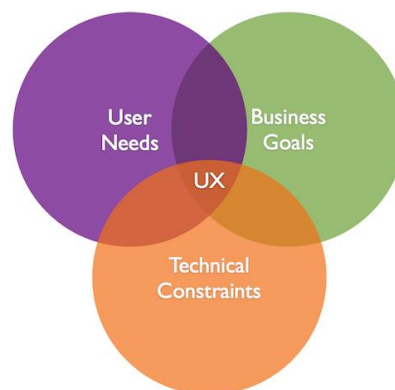 User
Needs
Business
Goals
UX
Technical
Constraints